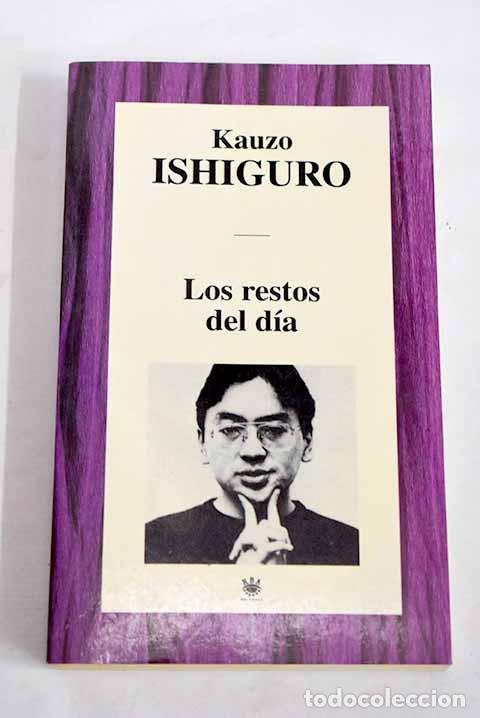 Kauzo
ISHIGURO
Los restos
del día
todocoleccion